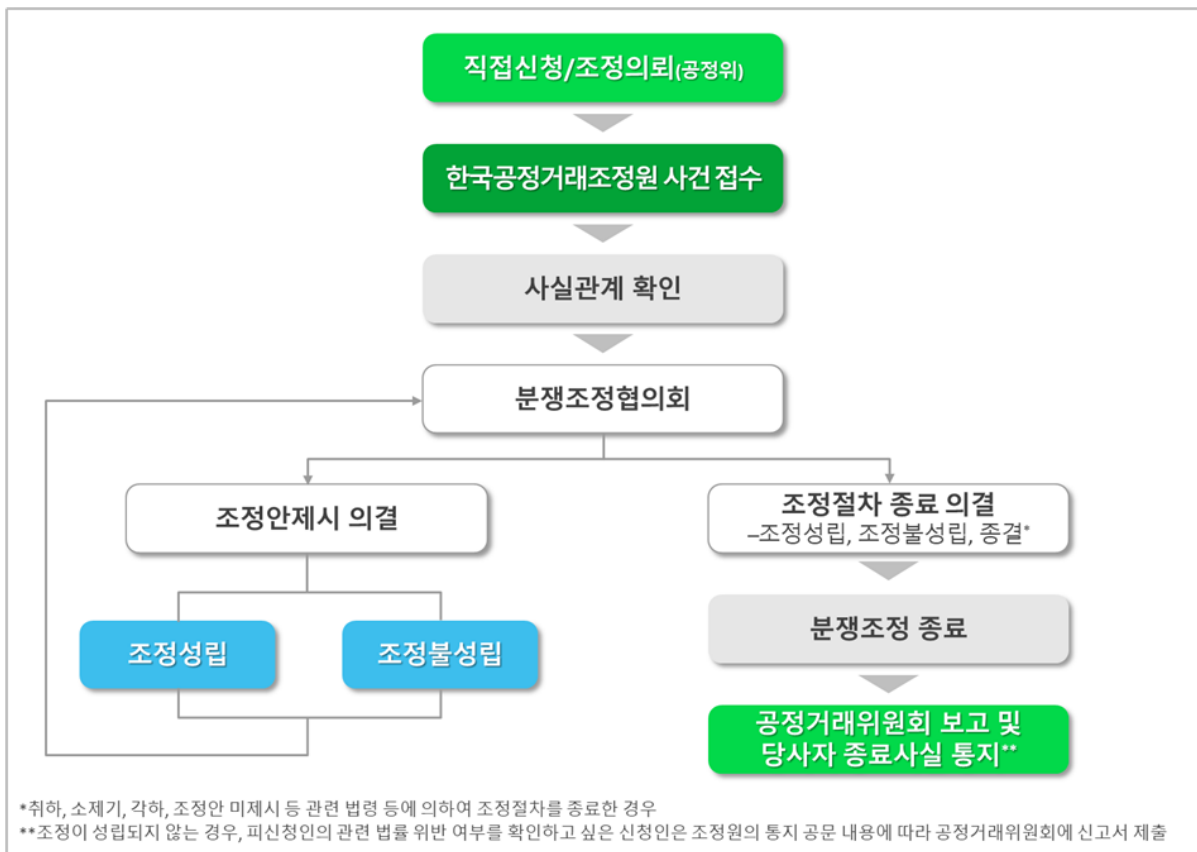 직접신청/조정의뢰(공정위)
한국공정거래조정원 사건 접수
사실관계 확인
분쟁조정협의회
조정안제시 의결
조정절차 종료 의결
–조정성립, 조정불성립, 종결*
조정성립
조정불성립
분쟁조정 종료
공정거래위원회 보고 및
당사자 종료사실 통지**
*취하, 소제기, 각하, 조정안 미제시 등 관련 법령 등에 의하여 조정절차를 종료한 경우
**조정이 성립되지 않는 경우, 피신청인의 관련 법률 위반 여부를 확인하고 싶은 신청인은 조정원의 통지 공문 내용에 따라 공정거래위원회에 신고서 제출